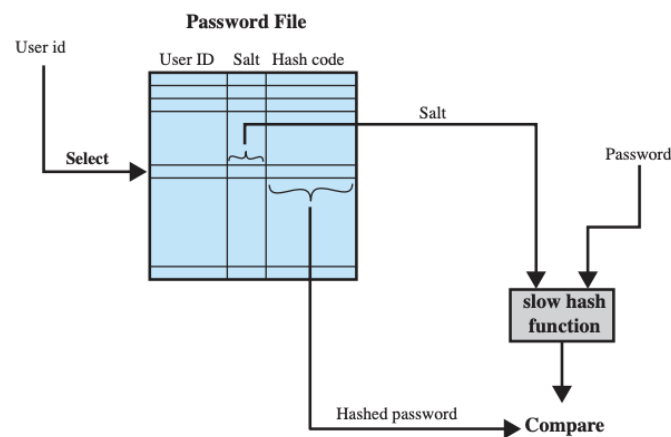 Password File
User id
User ID Salt Hash code
Salt
Select
Password
slow hash
function
Hashed password
Compare